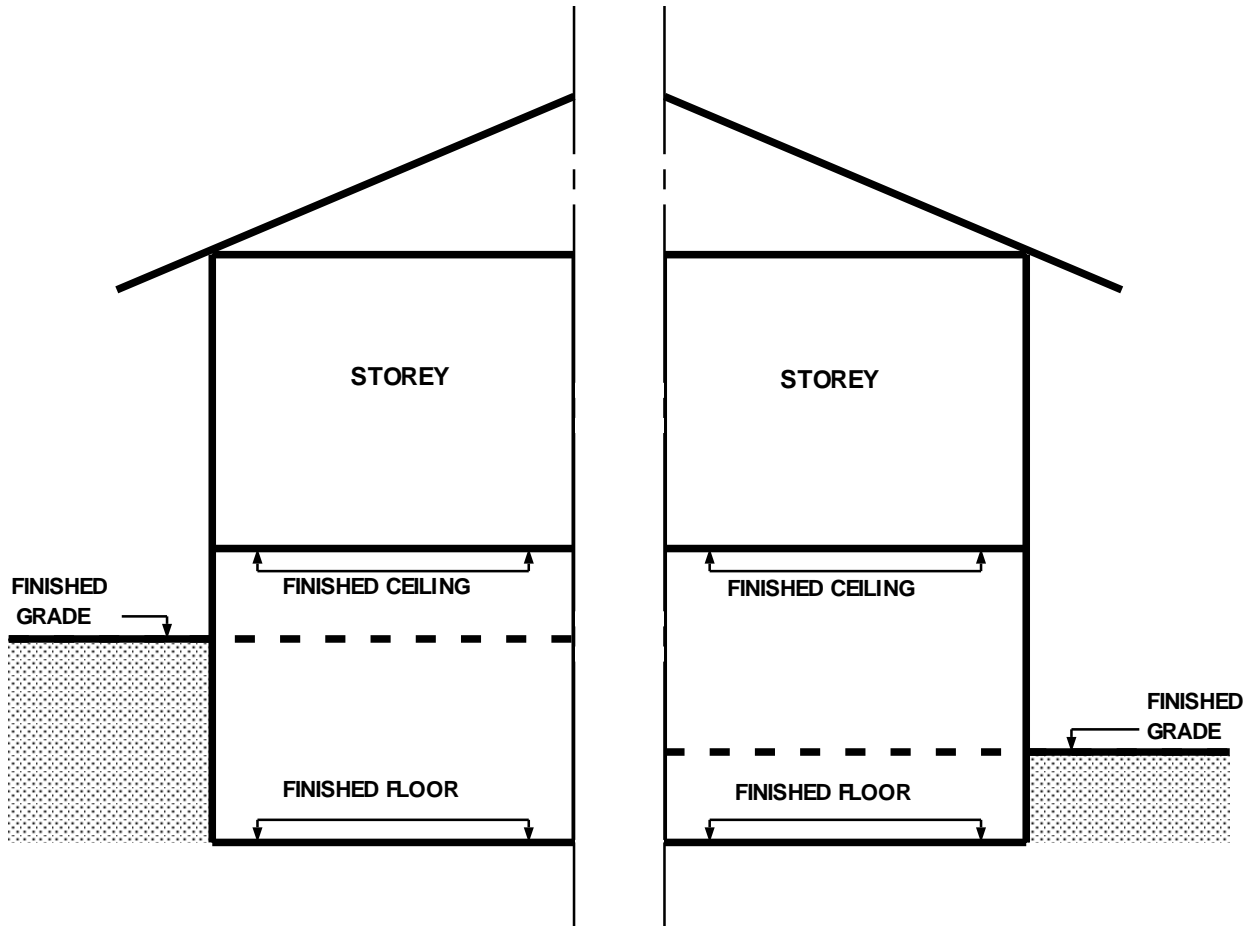 STOREY
STOREY
FINISHED
GRADE
FINISHED CEILING
FINISHED CEILING
FINISHED
GRADE
FINISHED FLOOR
FINISHED FLOOR